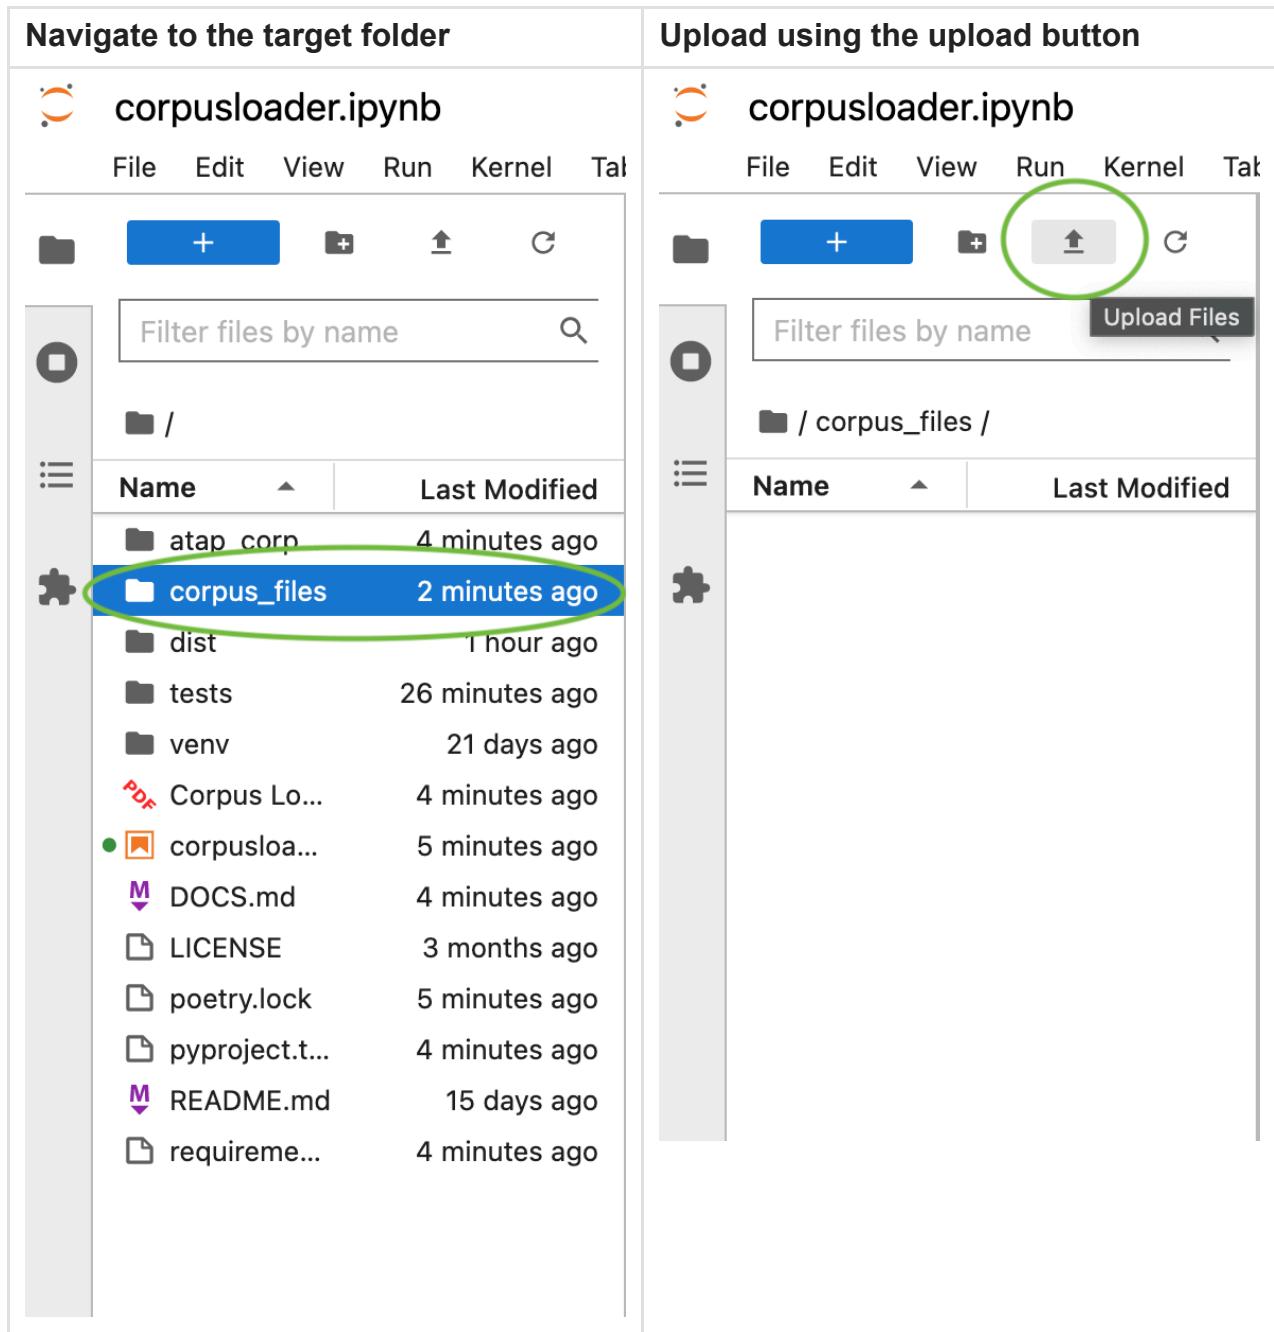 Navigate to the target folder
corpusloader.ipynb
File Edit View Run Kernel Tab
+
Filter files by name
/
Name Last Modified
atap_corp 4 minutes ago
corpus_files 2 minutes ago
dist 1 hour ago
tests 26 minutes ago
venv 21 days ago
PDF Corpus Lo... 4 minutes ago
corpusloa... 5 minutes ago
M DOCS.md 4 minutes ago
LICENSE 3 months ago
poetry.lock 5 minutes ago
pyproject.t... 4 minutes ago
M README.md 15 days ago
requireme... 4 minutes ago
Upload using the upload button
corpusloader.ipynb
File Edit View Run Kernel Tab
+
Filter files by name
Upload Files
/ corpus_files /
Name Last Modified